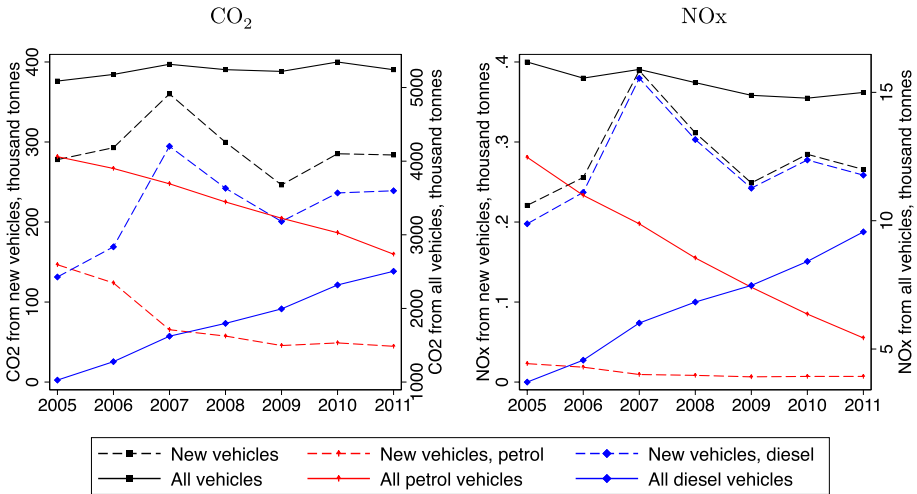 CO2
NOx
CO2 from new vehicles, thousand tonnes
0
100
200
300
400
CO2 from all vehicles, thousand tonnes
1000
2000
3000
4000
5000
2005 2006 2007 2008 2009 2010 2011
NOx from new vehicles, thousand tonnes
0
.1
.2
.3
.4
NOx from all vehicles, thousand tonnes
5
10
15
2005 2006 2007 2008 2009 2010 2011
New vehicles New vehicles, petrol New vehicles, diesel
All vehicles All petrol vehicles All diesel vehicles